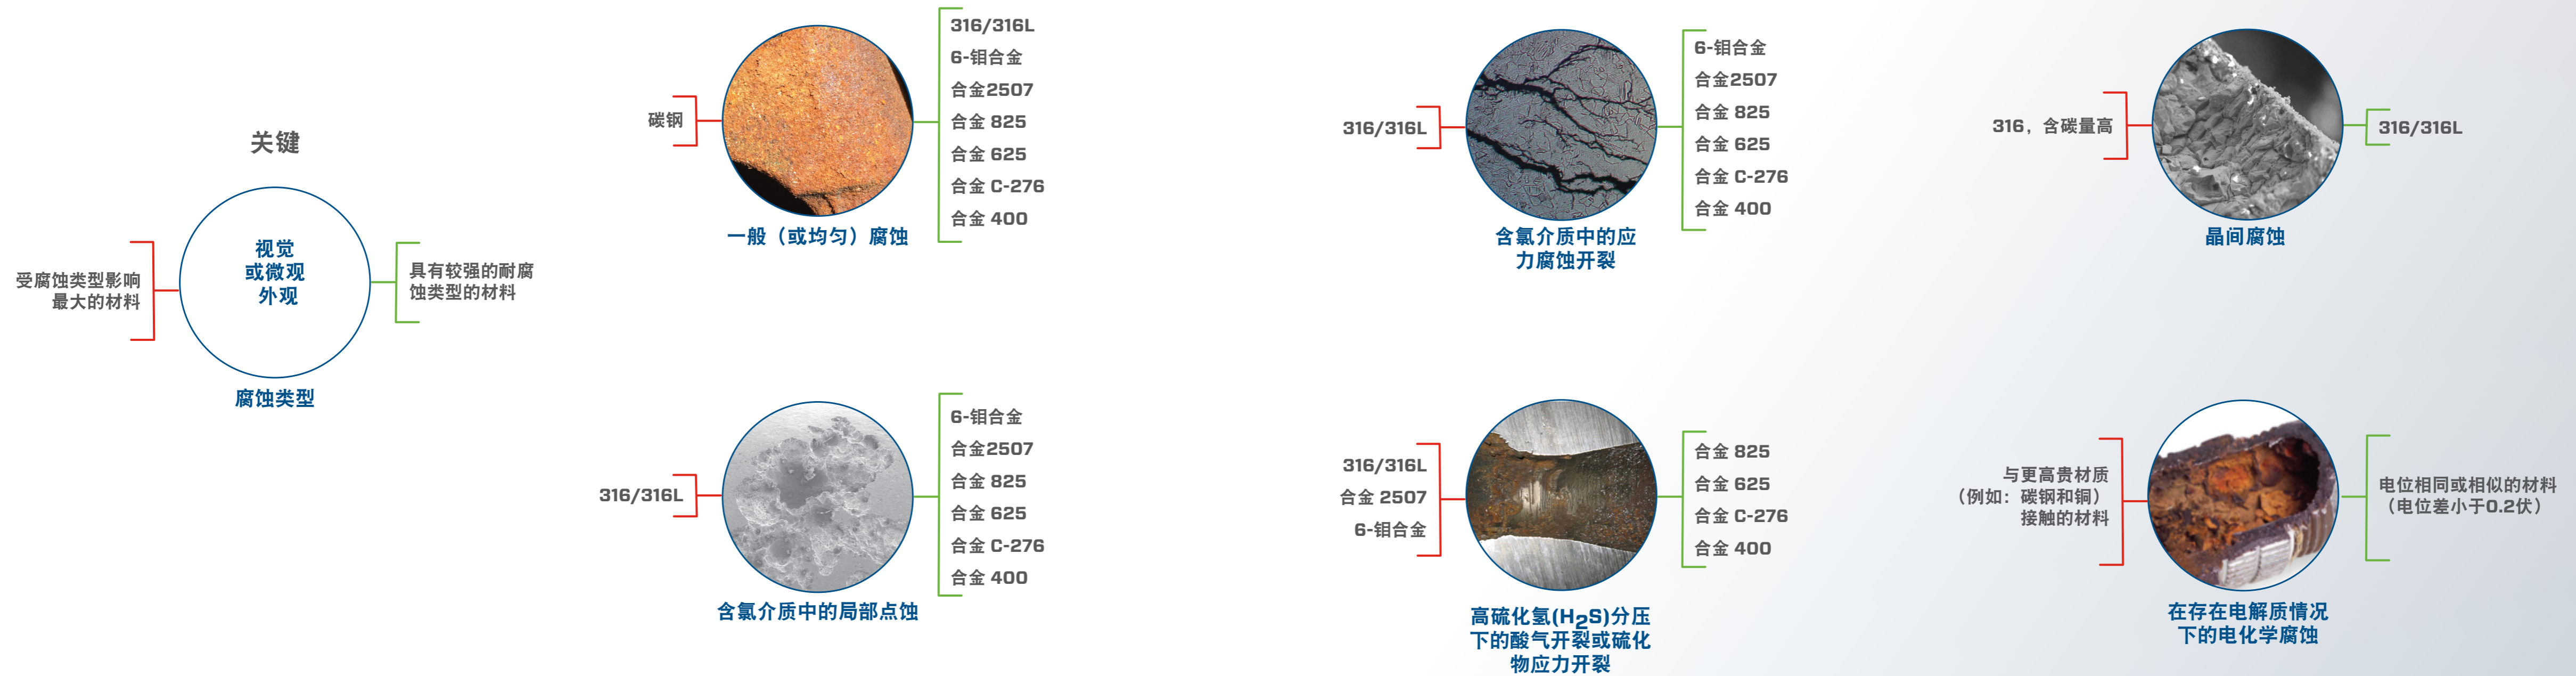 关键
受腐蚀类型影响
最大的材料
视觉
或微观
外观
具有较强的耐腐
蚀类型的材料
腐蚀类型
碳钢
316/316L
6-钼合金
合金2507
合金 825
合金 625
合金 C-276
合金 400
一般（或均匀）腐蚀
316/316L
6-钼合金
合金2507
合金 825
合金 625
合金 C-276
合金 400
含氯介质中的局部点蚀
316/316L
6-钼合金
合金2507
合金 825
合金 625
合金 C-276
合金 400
含氯介质中的应
力腐蚀开裂
316/316L
合金 2507
6-钼合金
合金 825
合金 625
合金 C-276
合金 400
高硫化氢(H2S)分压
下的酸气开裂或硫化
物应力开裂
316，含碳量高
316/316L
晶间腐蚀
与更高贵材质
（例如：碳钢和铜）
接触的材料
电位相同或相似的材料
（电位差小于0.2伏）
在存在电解质情况
下的电化学腐蚀